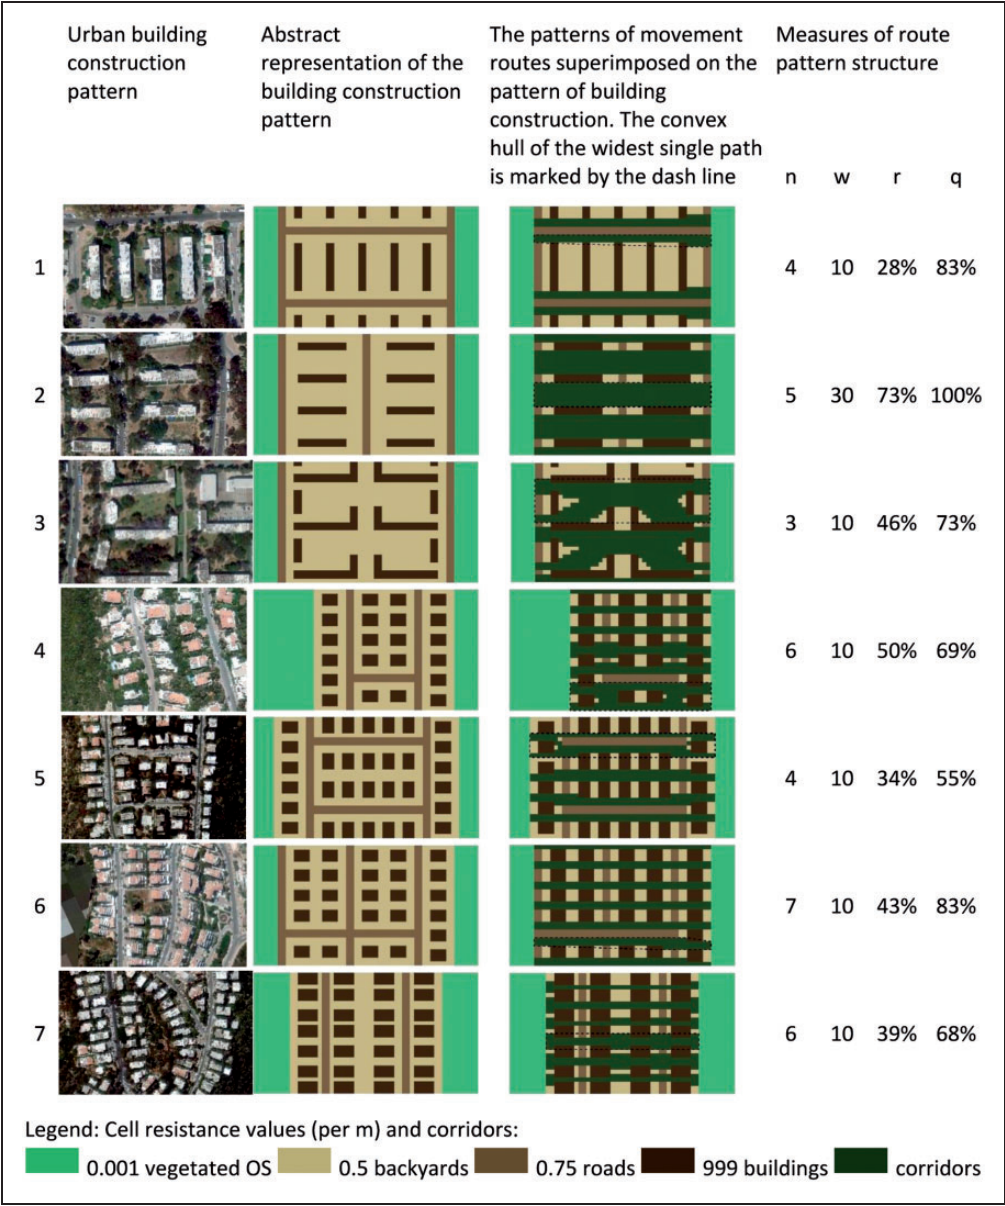 Urban building
construction
pattern
Abstract
representation of the
building construction
pattern
The patterns of movement
routes superimposed on the
pattern of building
construction. The convex
hull of the widest single path
is marked by the dash line
Measures of route
pattern structure
n w r q
1 4 10 28% 83%
2 5 30 73% 100%
3 3 10 46% 73%
4 6 10 50% 69%
5 4 10 34% 55%
6 7 10 43% 83%
7 6 10 39% 68%
Legend: Cell resistance values (per m) and corridors:
0.001 vegetated OS 0.5 backyards 0.75 roads 999 buildings corridors